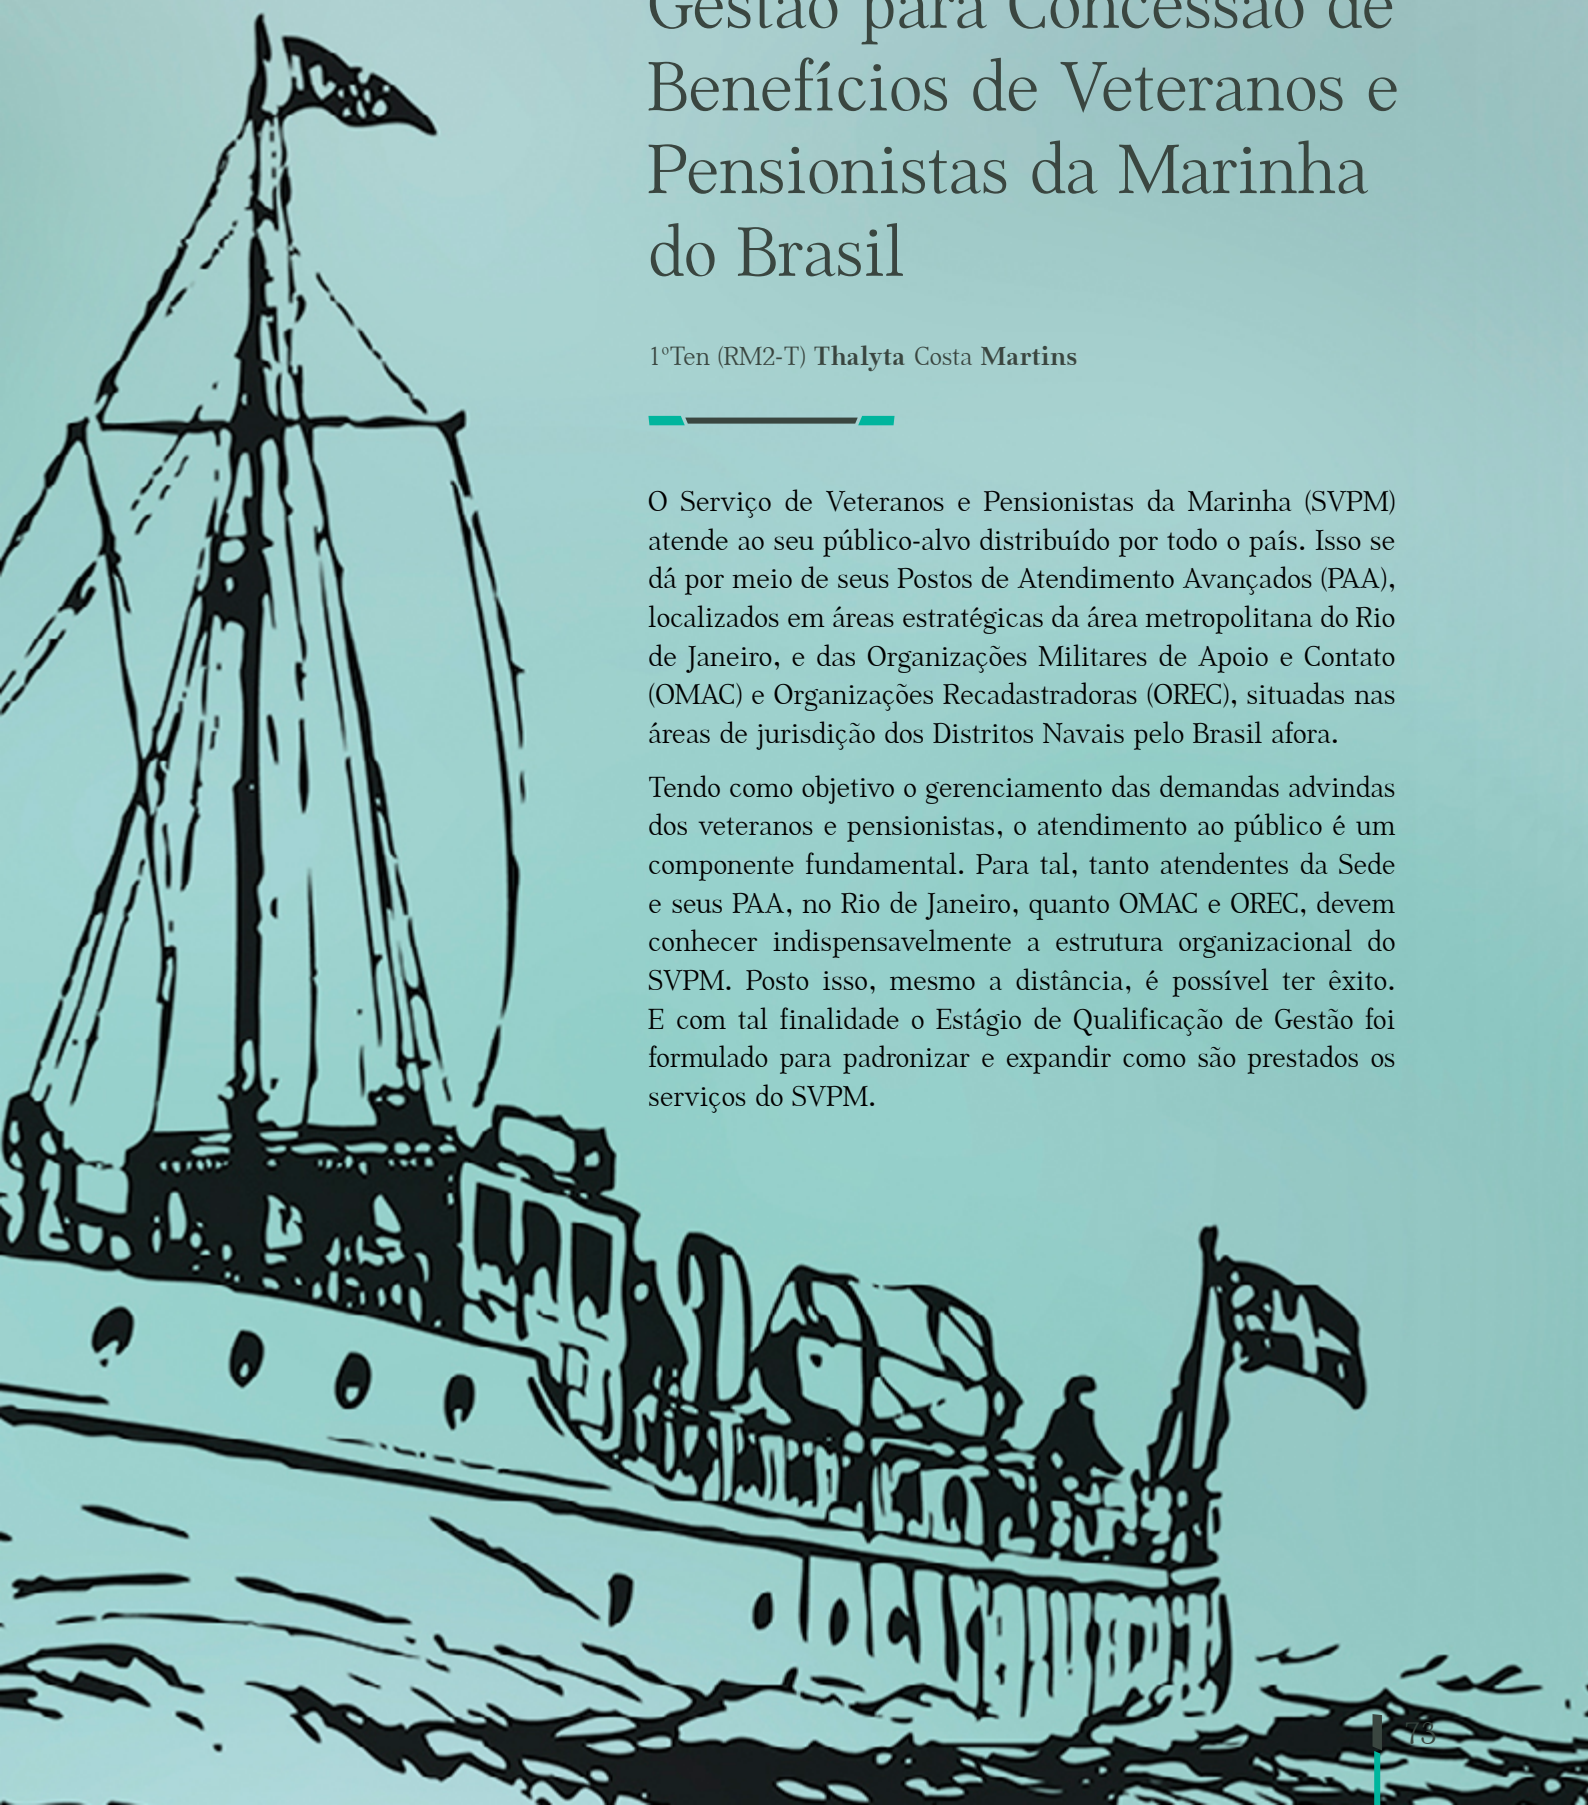 Gestão para Concessão de
Benefícios de Veteranos e
Pensionistas da Marinha
do Brasil
1ºTen (RM2-T) Thalyta Costa Martins
O Serviço de Veteranos e Pensionistas da Marinha (SVPM)
atende ao seu público-alvo distribuído por todo o país. Isso se
dá por meio de seus Postos de Atendimento Avançados (PAA),
localizados em áreas estratégicas da área metropolitana do Rio
de Janeiro, e das Organizações Militares de Apoio e Contato
(OMAC) e Organizações Recadastradoras (OREC), situadas nas
áreas de jurisdição dos Distritos Navais pelo Brasil afora.
Tendo como objetivo o gerenciamento das demandas advindas
dos veteranos e pensionistas, o atendimento ao público é um
componente fundamental. Para tal, tanto atendentes da Sede
e seus PAA, no Rio de Janeiro, quanto OMAC e OREC, devem
conhecer indispensavelmente a estrutura organizacional do
SVPM. Posto isso, mesmo a distância, é possível ter êxito.
E com tal finalidade o Estágio de Qualificação de Gestão foi
formulado para padronizar e expandir como são prestados os
serviços do SVPM.
73